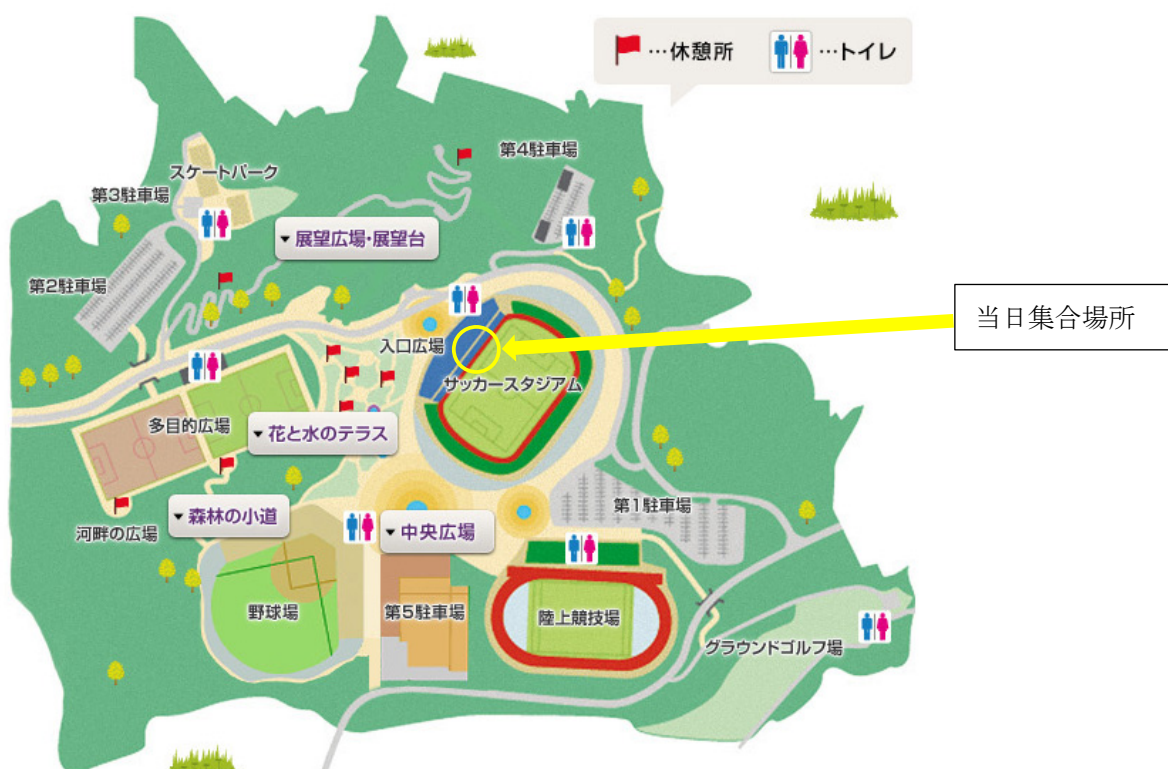 …休憩所
…トイレ
第4駐車場
スケートパーク
第3駐車場
展望広場・展望台
第2駐車場
当日集合場所
入口広場
サッカースタジアム
多目的広場
花と水のテラス
第1駐車場
森林の小道
河畔の広場
中央広場
野球場
第5駐車場
陸上競技場
グラウンドゴルフ場